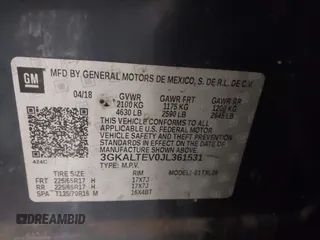 GM
MFD BY GENERAL MOTORS DE MEXICO, S. DE R.L. DE C.V.
04/18 GVWR GAWR FRT GAWR RR
2100 KG 1175 KG 1200 KG
4630 LB 2590 LB 2645 LB
THIS VEHICLE CONFORMS TO ALL APPLICABLE U.S. FEDERAL MOTOR
VEHICLE SAFETY, BUMPER, AND THEFT PREVENTION STANDARDS IN
EFFECT ON THE DATE OF MANUFACTURE SHOWN ABOVE.
3GKALTEV0JL361531
424C TYPE: M.P.V.
TIRE SIZE RIM
FRT 225/65R17 H 17X7J
RR 225/65R17 H 17X7J
SPA T125/70R16 M 16X4BT
DREAMBID